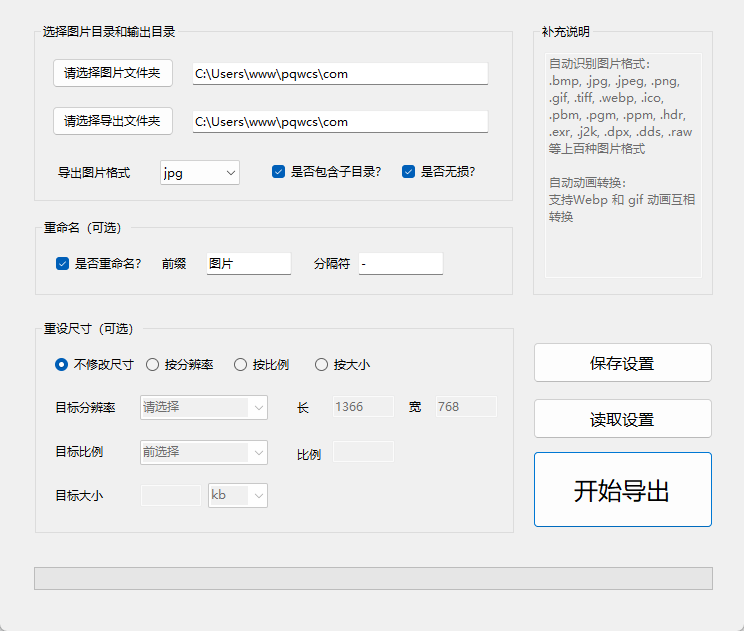 选择图片目录和输出目录
请选择图片文件夹 C:\Users\www\pqwcs\com
请选择导出文件夹 C:\Users\www\pqwcs\com
导出图片格式 jpg 是否包含子目录? 是否无损?
重命名（可选）
是否重命名? 前缀 图片 分隔符 -
重设尺寸（可选）
不修改尺寸 按分辨率 按比例 按大小
目标分辨率 请选择 长 1366 宽 768
目标比例 前选择 比例
目标大小 kb
补充说明
自动识别图片格式：
.bmp, .jpg, .jpeg, .png,
.gif, .tiff, .webp, .ico,
.pbm, .pgm, .ppm, .hdr,
.exr, .j2k, .dpx, .dds, .raw
等上百种图片格式
自动动画转换：
支持Webp 和 gif 动画互相
转换
保存设置
读取设置
开始导出